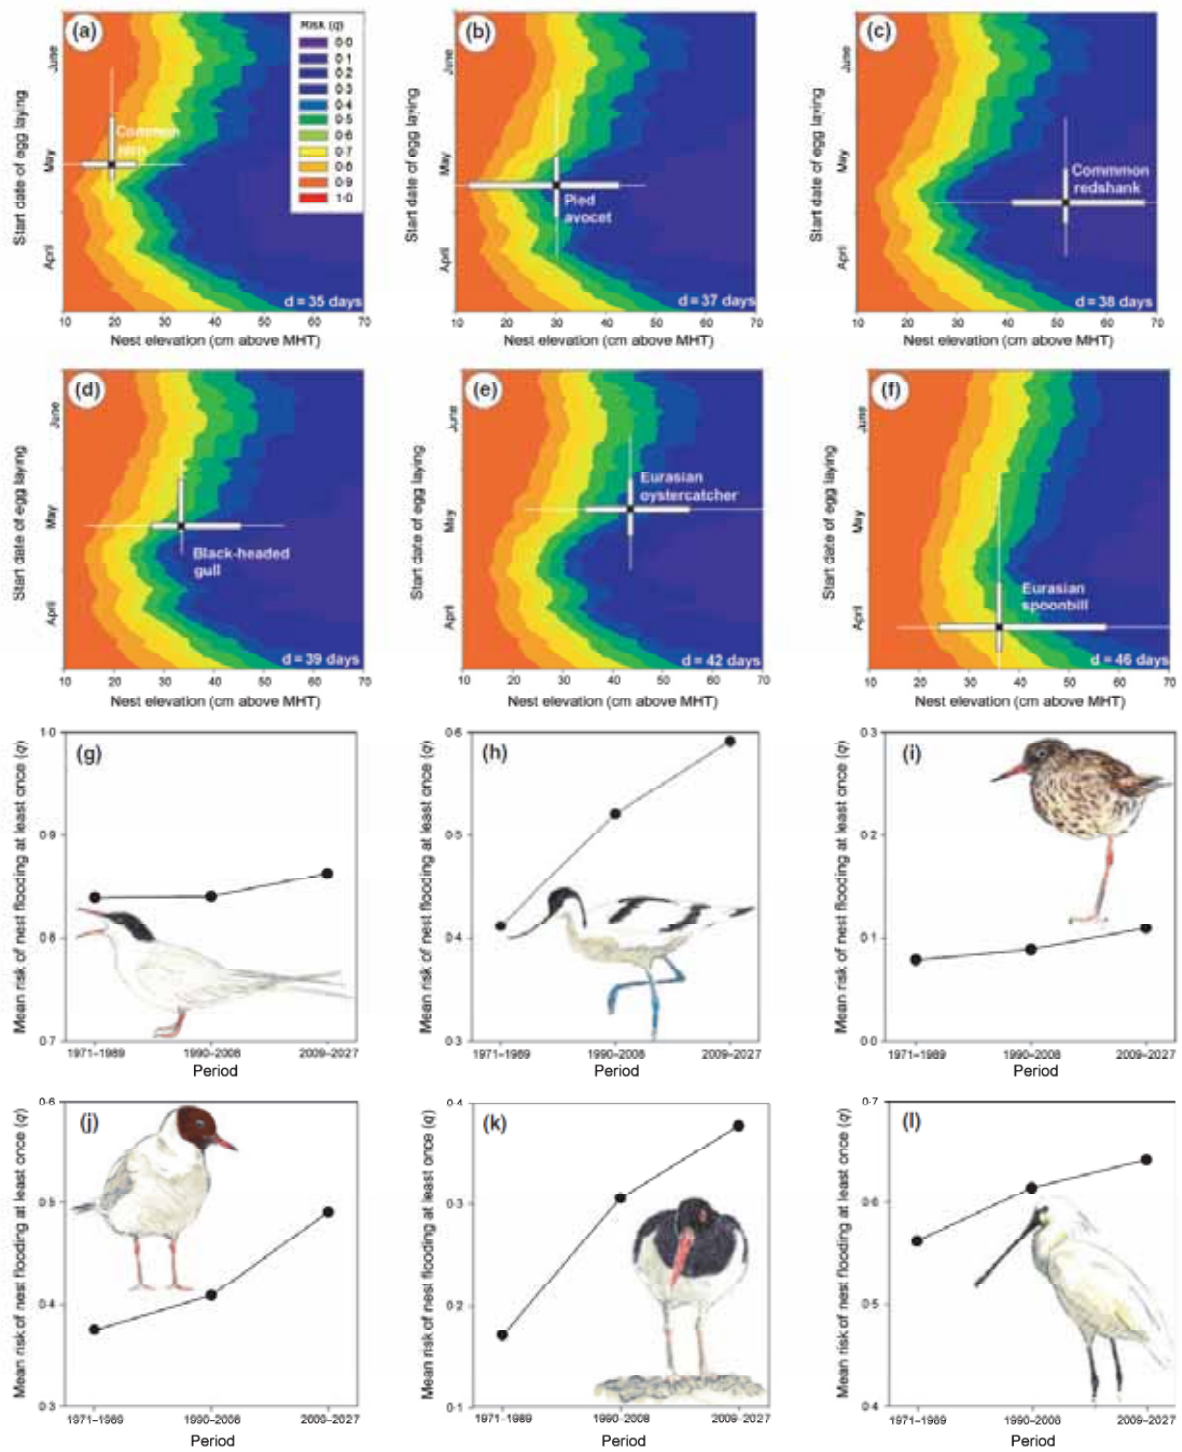 (a)
Risk (q)
0·0
0·1
0·2
0·3
0·4
0·5
0·6
0·7
0·8
0·9
1·0
Common
tern
d = 35 days
Start date of egg laying
June
May
April
10 20 30 40 50 60 70
Nest elevation (cm above MHT)
(b)
Pied
avocet
d = 37 days
Start date of egg laying
June
May
April
10 20 30 40 50 60 70
Nest elevation (cm above MHT)
(c)
Commmon
redshank
d = 38 days
Start date of egg laying
June
May
April
10 20 30 40 50 60 70
Nest elevation (cm above MHT)
(d)
Black-headed
gull
d = 39 days
Start date of egg laying
June
May
April
10 20 30 40 50 60 70
Nest elevation (cm above MHT)
(e)
Eurasian
oystercatcher
d = 42 days
Start date of egg laying
June
May
April
10 20 30 40 50 60 70
Nest elevation (cm above MHT)
(f)
Eurasian
spoonbill
d = 46 days
Start date of egg laying
June
May
April
10 20 30 40 50 60 70
Nest elevation (cm above MHT)
(g)
Mean risk of nest flooding at least once (q)
1·0
0·9
0·8
0·7
1971–1989 1990–2008 2009–2027
Period
(h)
Mean risk of nest flooding at least once (q)
0·6
0·5
0·4
0·3
1971–1989 1990–2008 2009–2027
Period
(i)
Mean risk of nest flooding at least once (q)
0·3
0·2
0·1
0·0
1971–1989 1990–2008 2009–2027
Period
(j)
Mean risk of nest flooding at least once (q)
0·6
0·5
0·4
0·3
1971–1989 1990–2008 2009–2027
Period
(k)
Mean risk of nest flooding at least once (q)
0·4
0·3
0·2
0·1
1971–1989 1990–2008 2009–2027
Period
(l)
Mean risk of nest flooding at least once (q)
0·7
0·6
0·5
0·4
1971–1989 1990–2008 2009–2027
Period